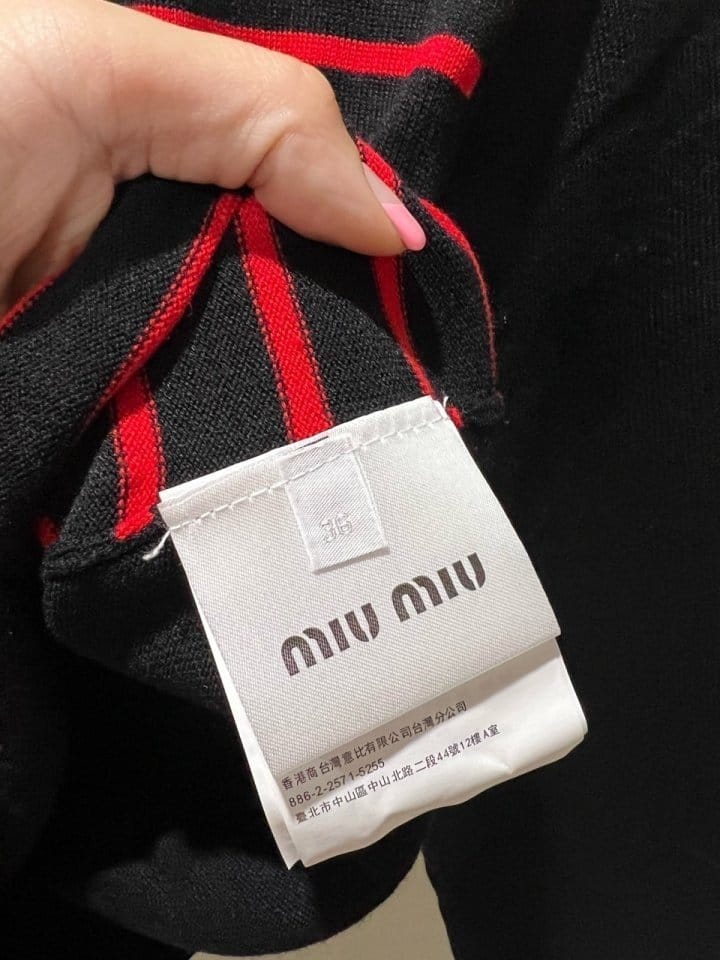 36
MIU MIU
香港商台灣意比有限公司台灣分公司
886-2-2571-5255
臺北市中山區中山北路二段44號12樓A室